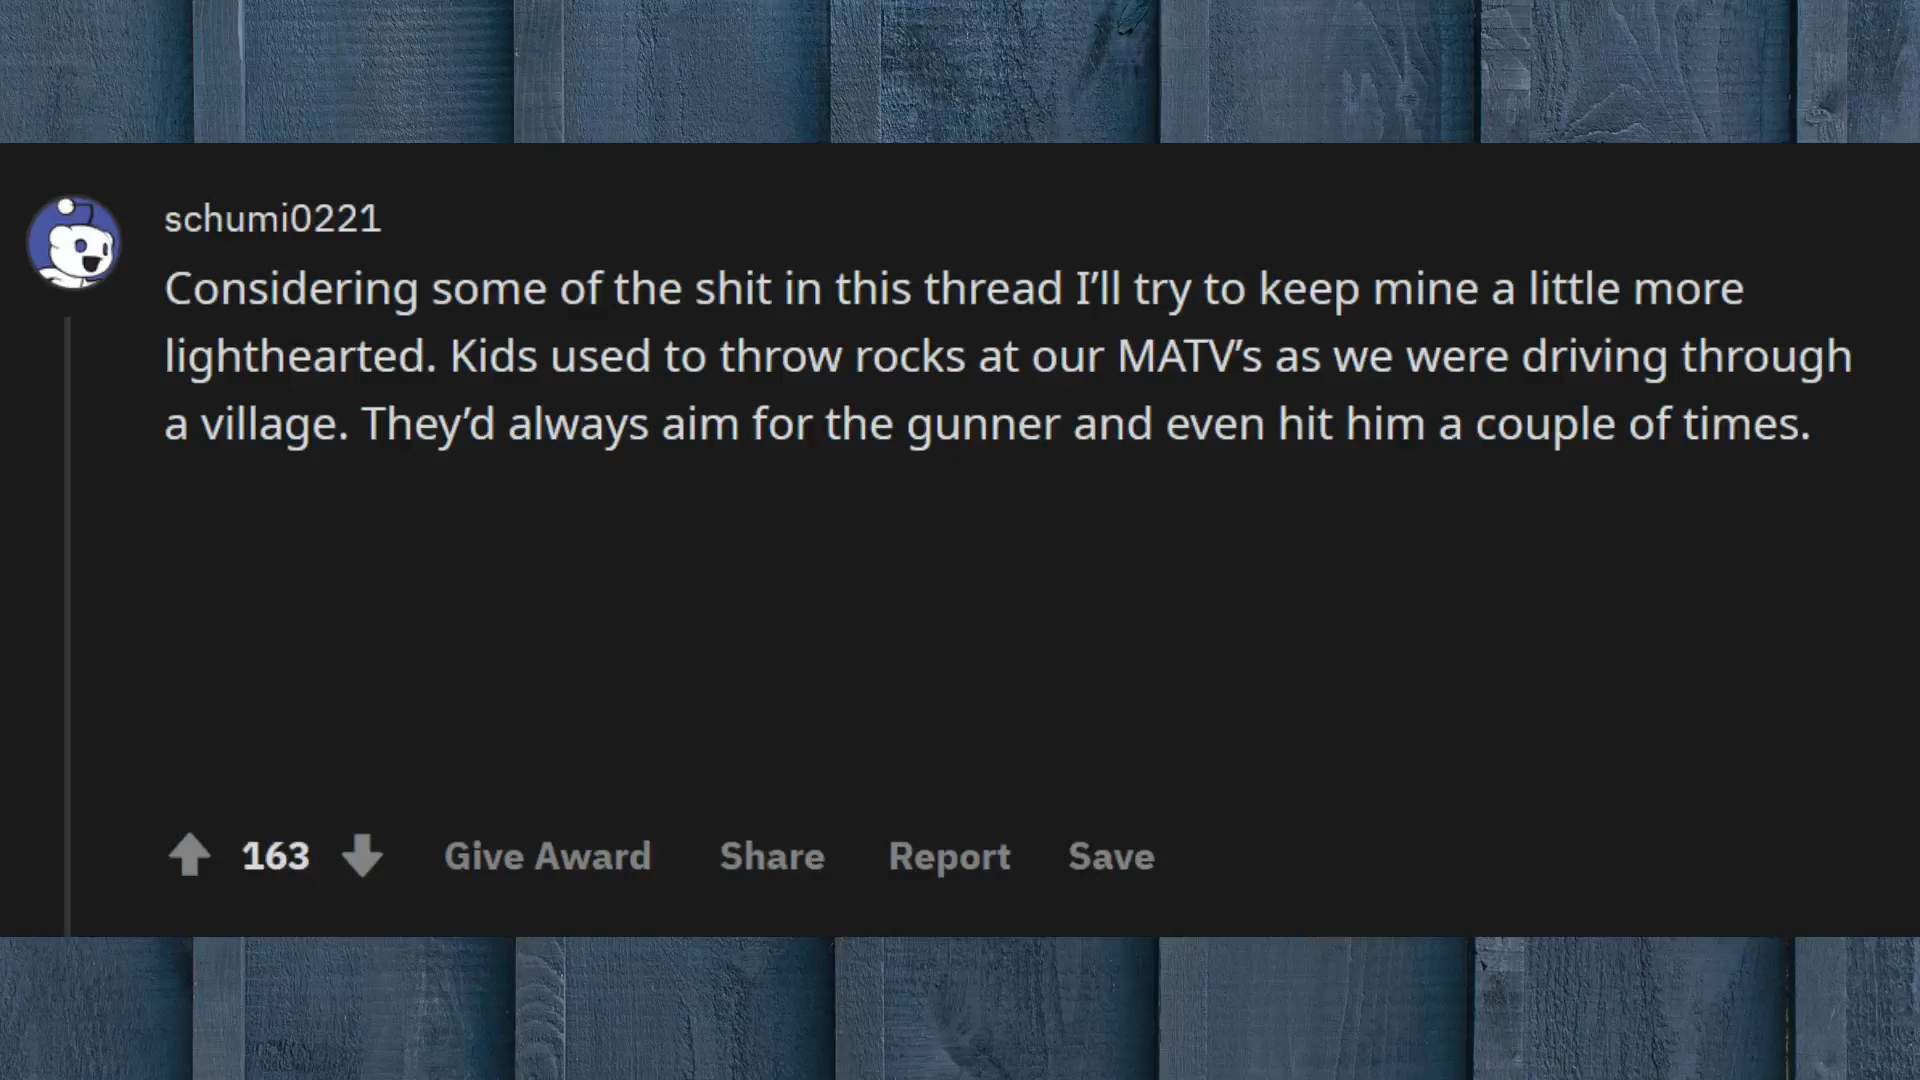 schumi0221
Considering some of the shit in this thread I’ll try to keep mine a little more
lighthearted. Kids used to throw rocks at our MATV’s as we were driving through
a village. They’d always aim for the gunner and even hit him a couple of times.
163 Give Award Share Report Save